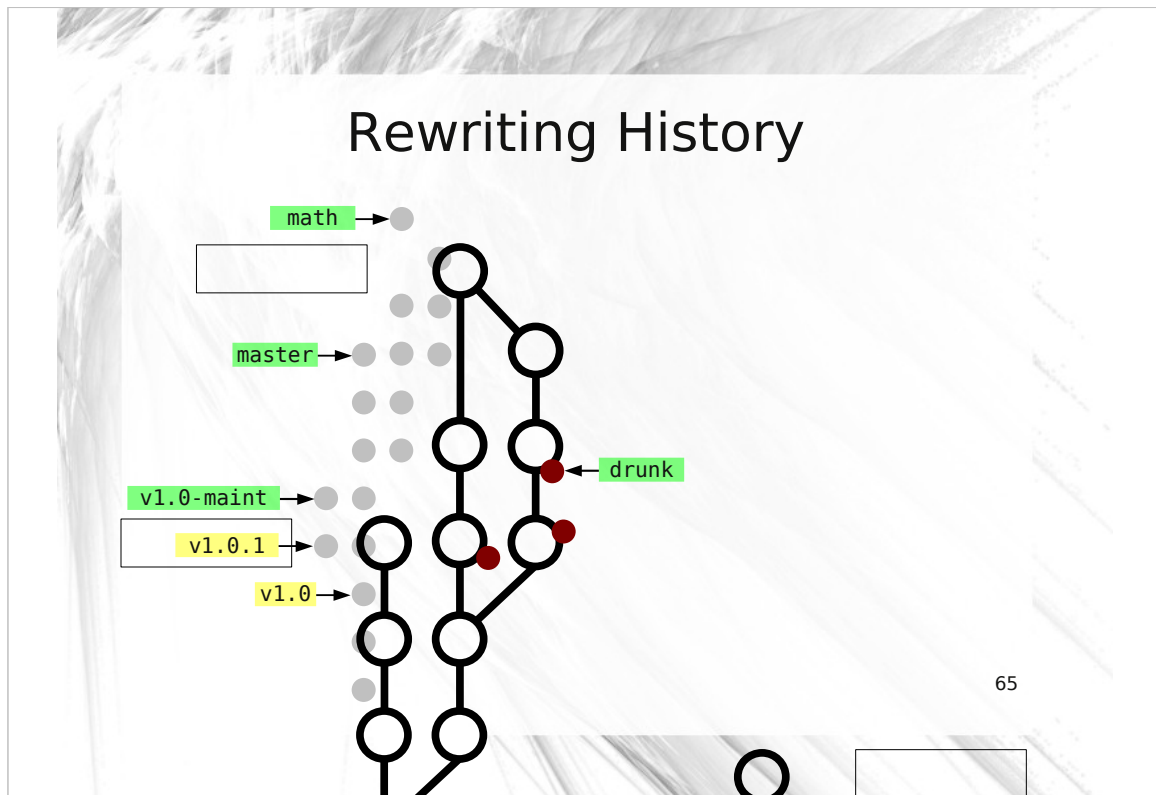 Rewriting History
math
master
drunk
v1.0-maint
v1.0.1
v1.0
65